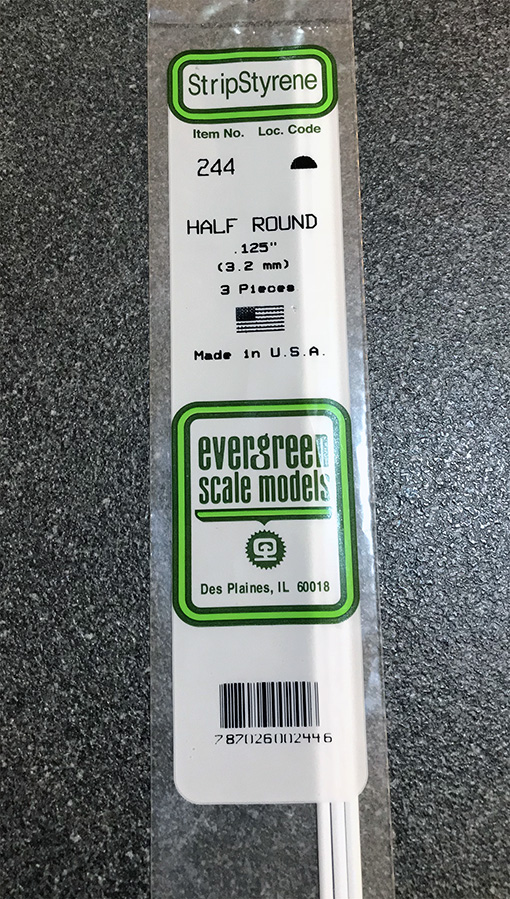 StripStyrene
Item No. Loc. Code
244
HALF ROUND
.125"
(3.2 mm)
3 Pieces
Made in U.S.A.
evergreen
scale models
Des Plaines, IL 60018
787026002446